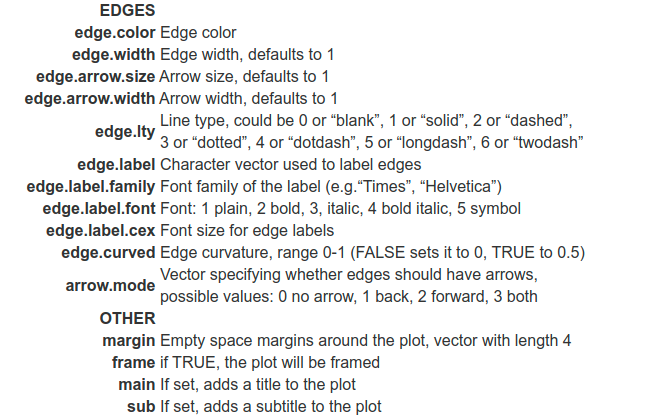 EDGES
edge.color Edge color
edge.width Edge width, defaults to 1
edge.arrow.size Arrow size, defaults to 1
edge.arrow.width Arrow width, defaults to 1
edge.lty Line type, could be 0 or “blank”, 1 or “solid”, 2 or “dashed”,
3 or “dotted”, 4 or “dotdash”, 5 or “longdash”, 6 or “twodash”
edge.label Character vector used to label edges
edge.label.family Font family of the label (e.g.“Times”, “Helvetica”)
edge.label.font Font: 1 plain, 2 bold, 3, italic, 4 bold italic, 5 symbol
edge.label.cex Font size for edge labels
edge.curved Edge curvature, range 0-1 (FALSE sets it to 0, TRUE to 0.5)
arrow.mode Vector specifying whether edges should have arrows,
possible values: 0 no arrow, 1 back, 2 forward, 3 both
OTHER
margin Empty space margins around the plot, vector with length 4
frame if TRUE, the plot will be framed
main If set, adds a title to the plot
sub If set, adds a subtitle to the plot